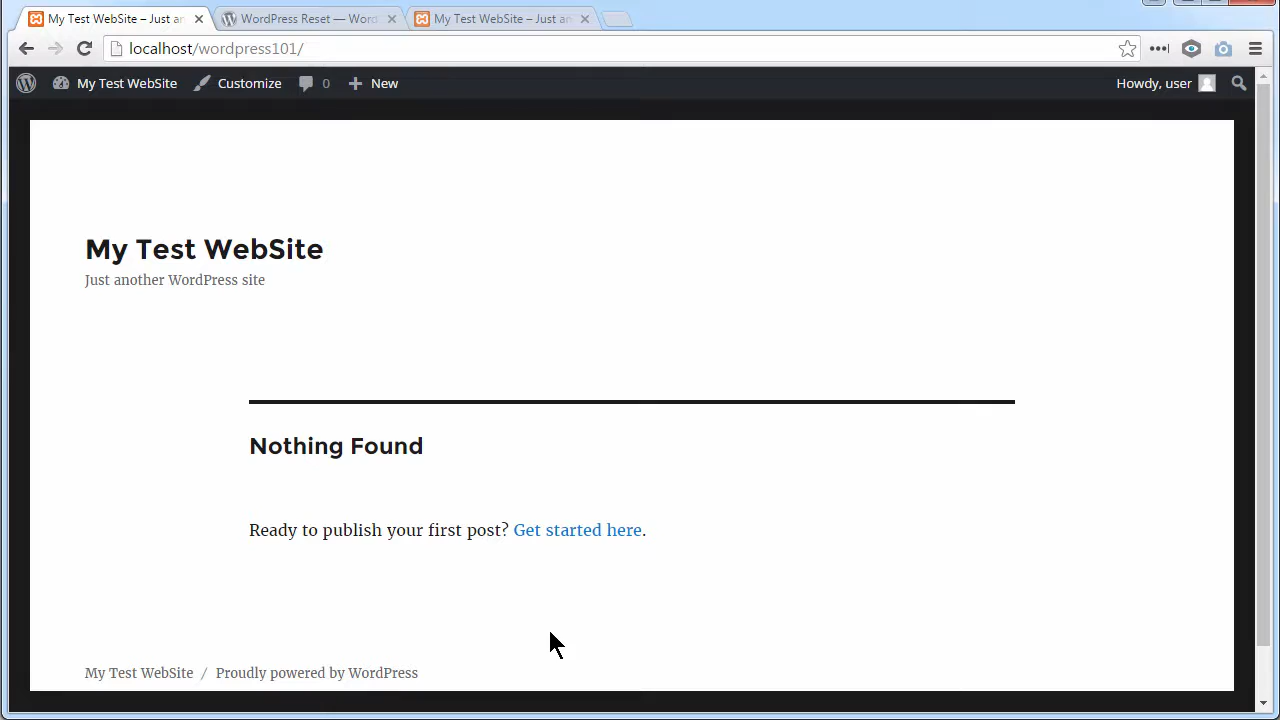 My Test WebSite – Just an
WordPress Reset — Word
My Test WebSite – Just an
localhost/wordpress101/
My Test WebSite
Customize
0
New
Howdy, user
My Test WebSite
Just another WordPress site
Nothing Found
Ready to publish your first post? Get started here.
My Test WebSite / Proudly powered by WordPress